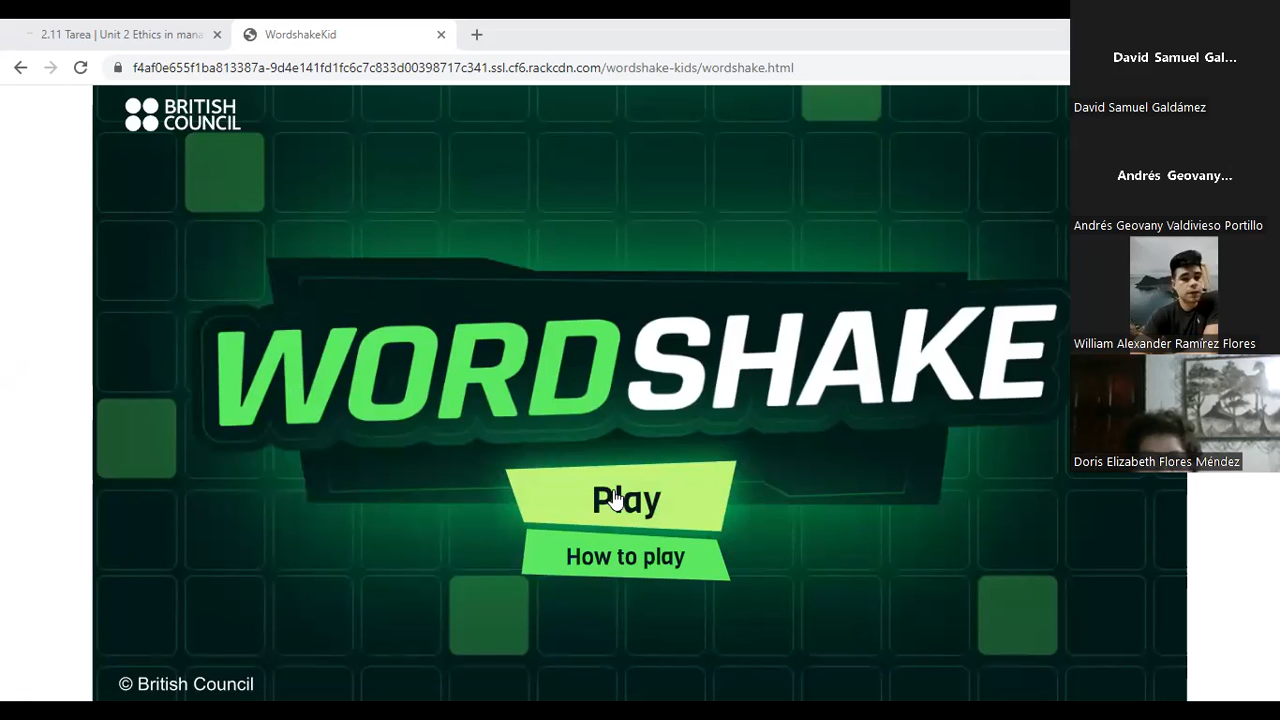 2.11 Tarea | Unit 2 Ethics in mana
WordshakeKid
f4af0e655f1ba813387a-9d4e141fd1fc6c7c833d00398717c341.ssl.cf6.rackcdn.com/wordshake-kids/wordshake.html
BRITISH
COUNCIL
WORDSHAKE
Play
How to play
© British Council
David Samuel Gal...
David Samuel Galdámez
Andrés Geovany...
Andrés Geovany Valdivieso Portillo
William Alexander Ramírez Flores
Doris Elizabeth Flores Méndez